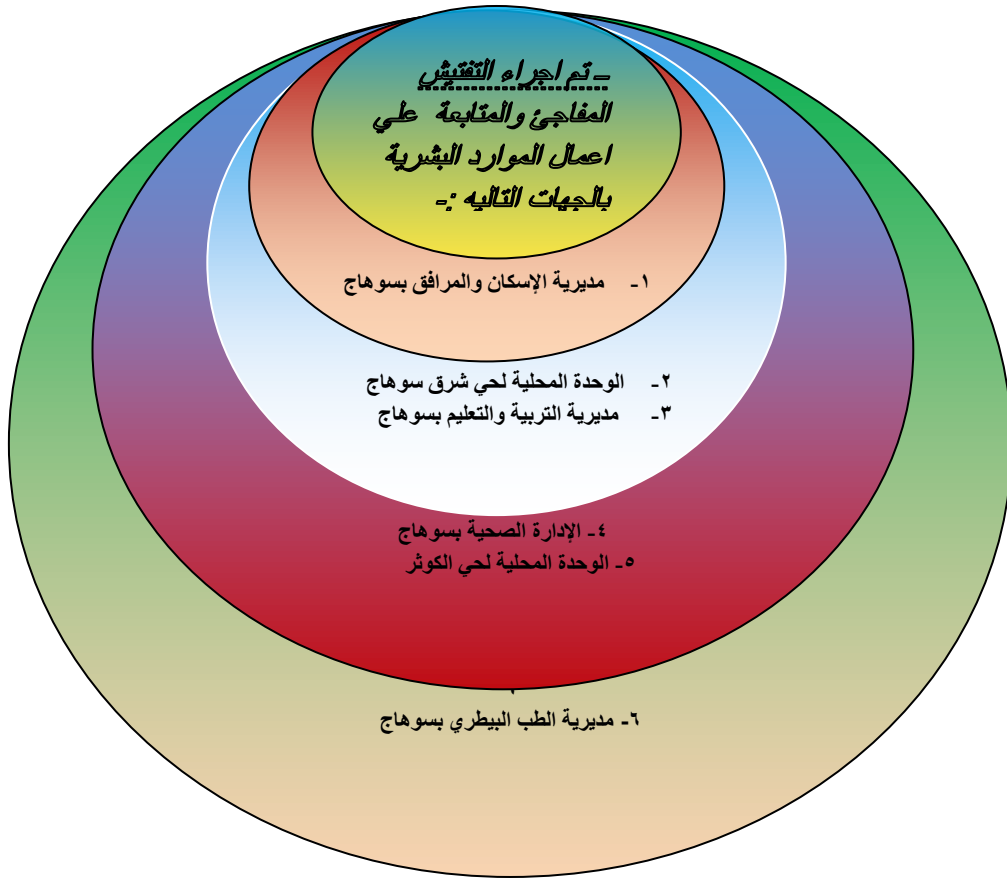 - تم اجراء التفتيش
المفاجئ والمتابعة علي
اعمال الموارد البشرية
بالجهات التاليه :-
١- مديرية الإسكان والمرافق بسوهاج
٢- الوحدة المحلية لحي شرق سوهاج
٣- مديرية التربية والتعليم بسوهاج
٤- الإدارة الصحية بسوهاج
٥- الوحدة المحلية لحي الكوثر
٦- مديرية الطب البيطري بسوهاج